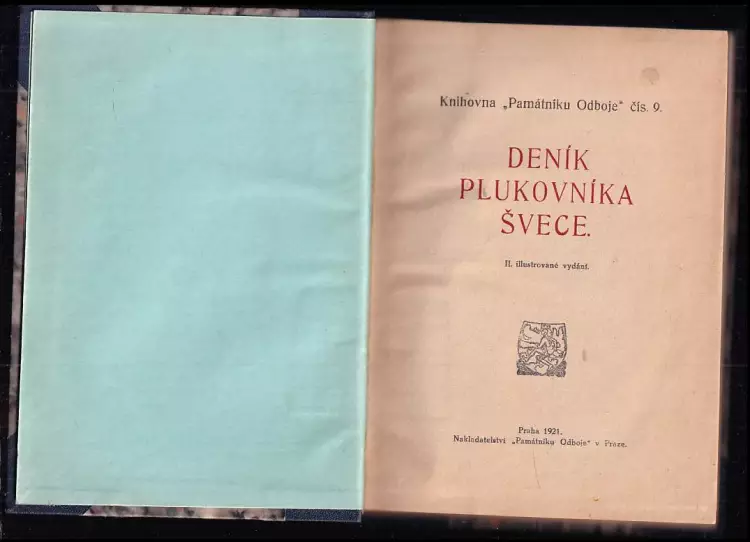 Knihovna „Památníku Odboje" čís. 9.
DENÍK
PLUKOVNÍKA
ŠVECE.
II. illustrované vydání.
Praha 1921.
Nakladatelství „Památníku Odboje" v Praze.